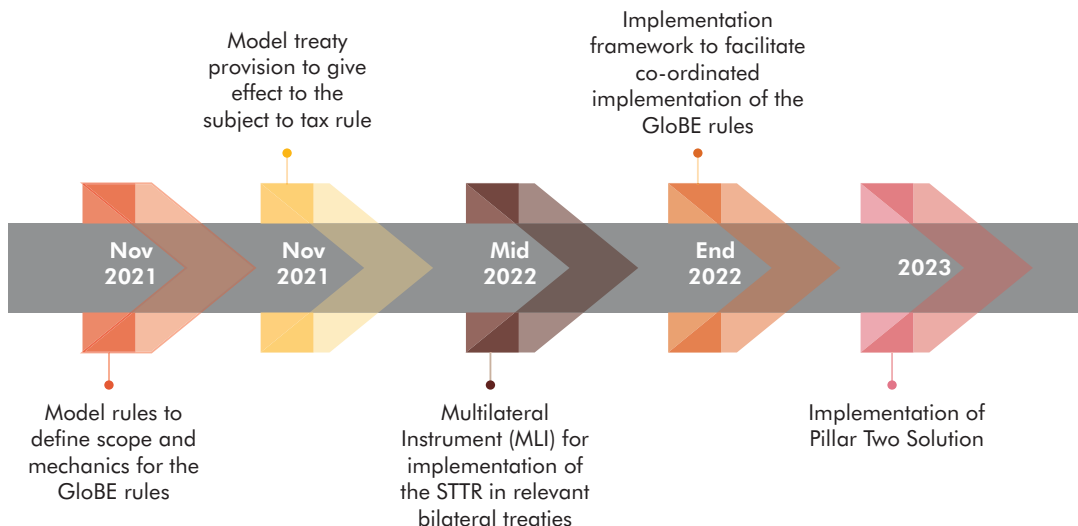 Model treaty
provision to give
effect to the
subject to tax rule
Implementation
framework to facilitate
co-ordinated
implementation of the
GloBE rules
Nov
2021
Nov
2021
Mid
2022
End
2022
2023
Model rules to
define scope and
mechanics for the
GloBE rules
Multilateral
Instrument (MLI) for
implementation of
the STTR in relevant
bilateral treaties
Implementation of
Pillar Two Solution